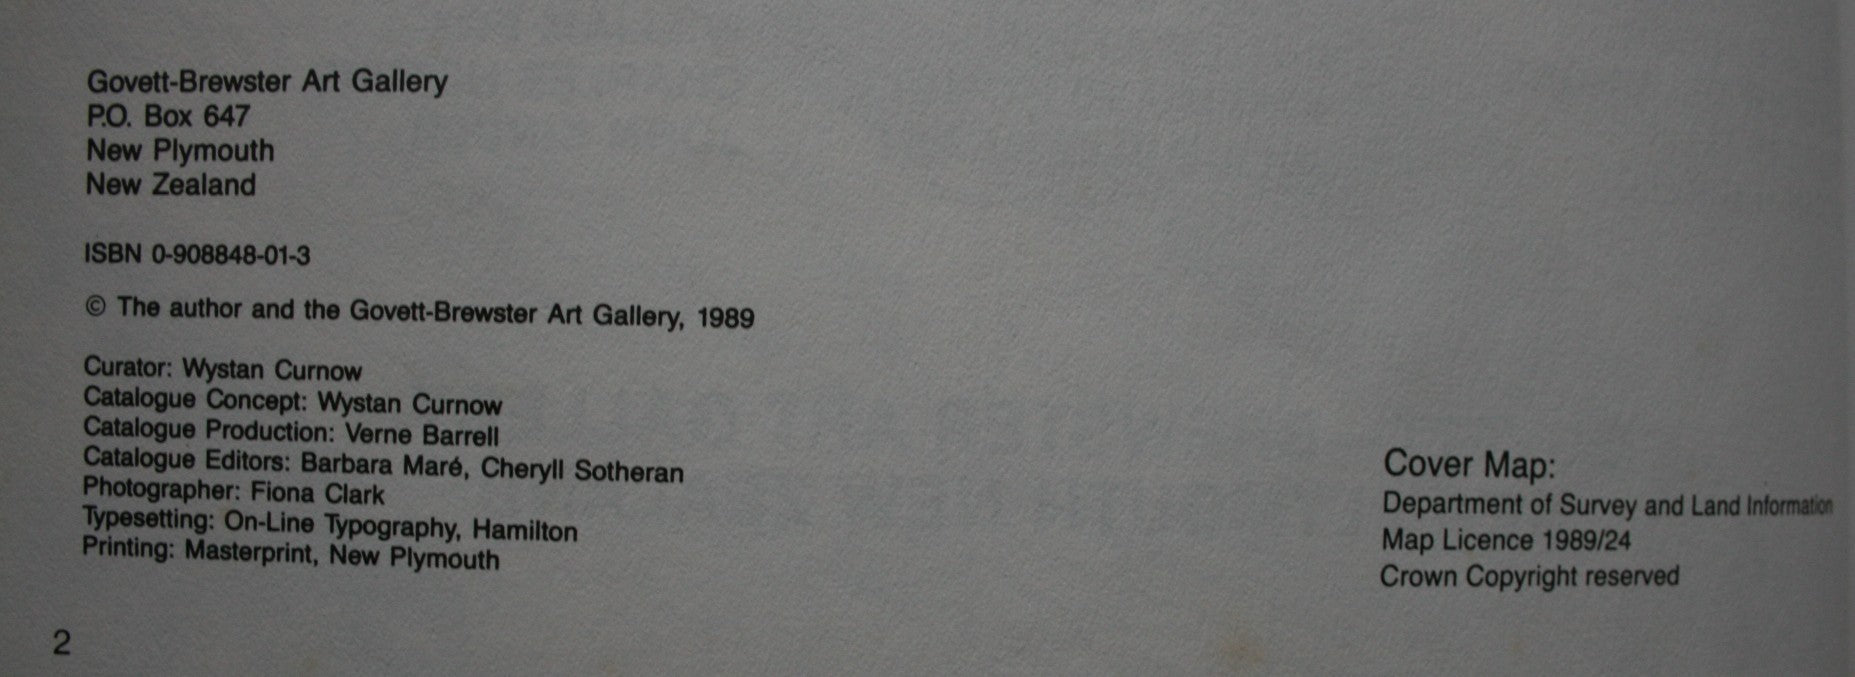 Govett-Brewster Art Gallery
P.O. Box 647
New Plymouth
New Zealand
ISBN 0-908848-01-3
© The author and the Govett-Brewster Art Gallery, 1989
Curator: Wystan Curnow
Catalogue Concept: Wystan Curnow
Catalogue Production: Verne Barrell
Catalogue Editors: Barbara Maré, Cheryll Sotheran
Photographer: Fiona Clark
Typesetting: On-Line Typography, Hamilton
Printing: Masterprint, New Plymouth
Cover Map:
Department of Survey and Land Information
Map Licence 1989/24
Crown Copyright reserved
2